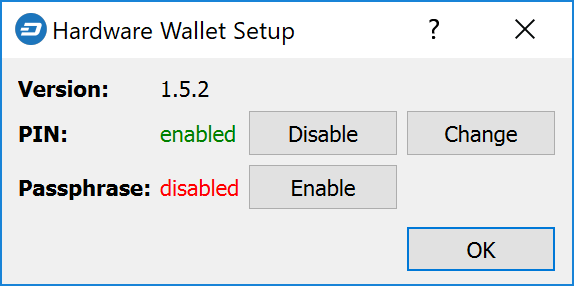 Hardware Wallet Setup ?
Version: 1.5.2
PIN: enabled Disable Change
Passphrase: disabled Enable
OK